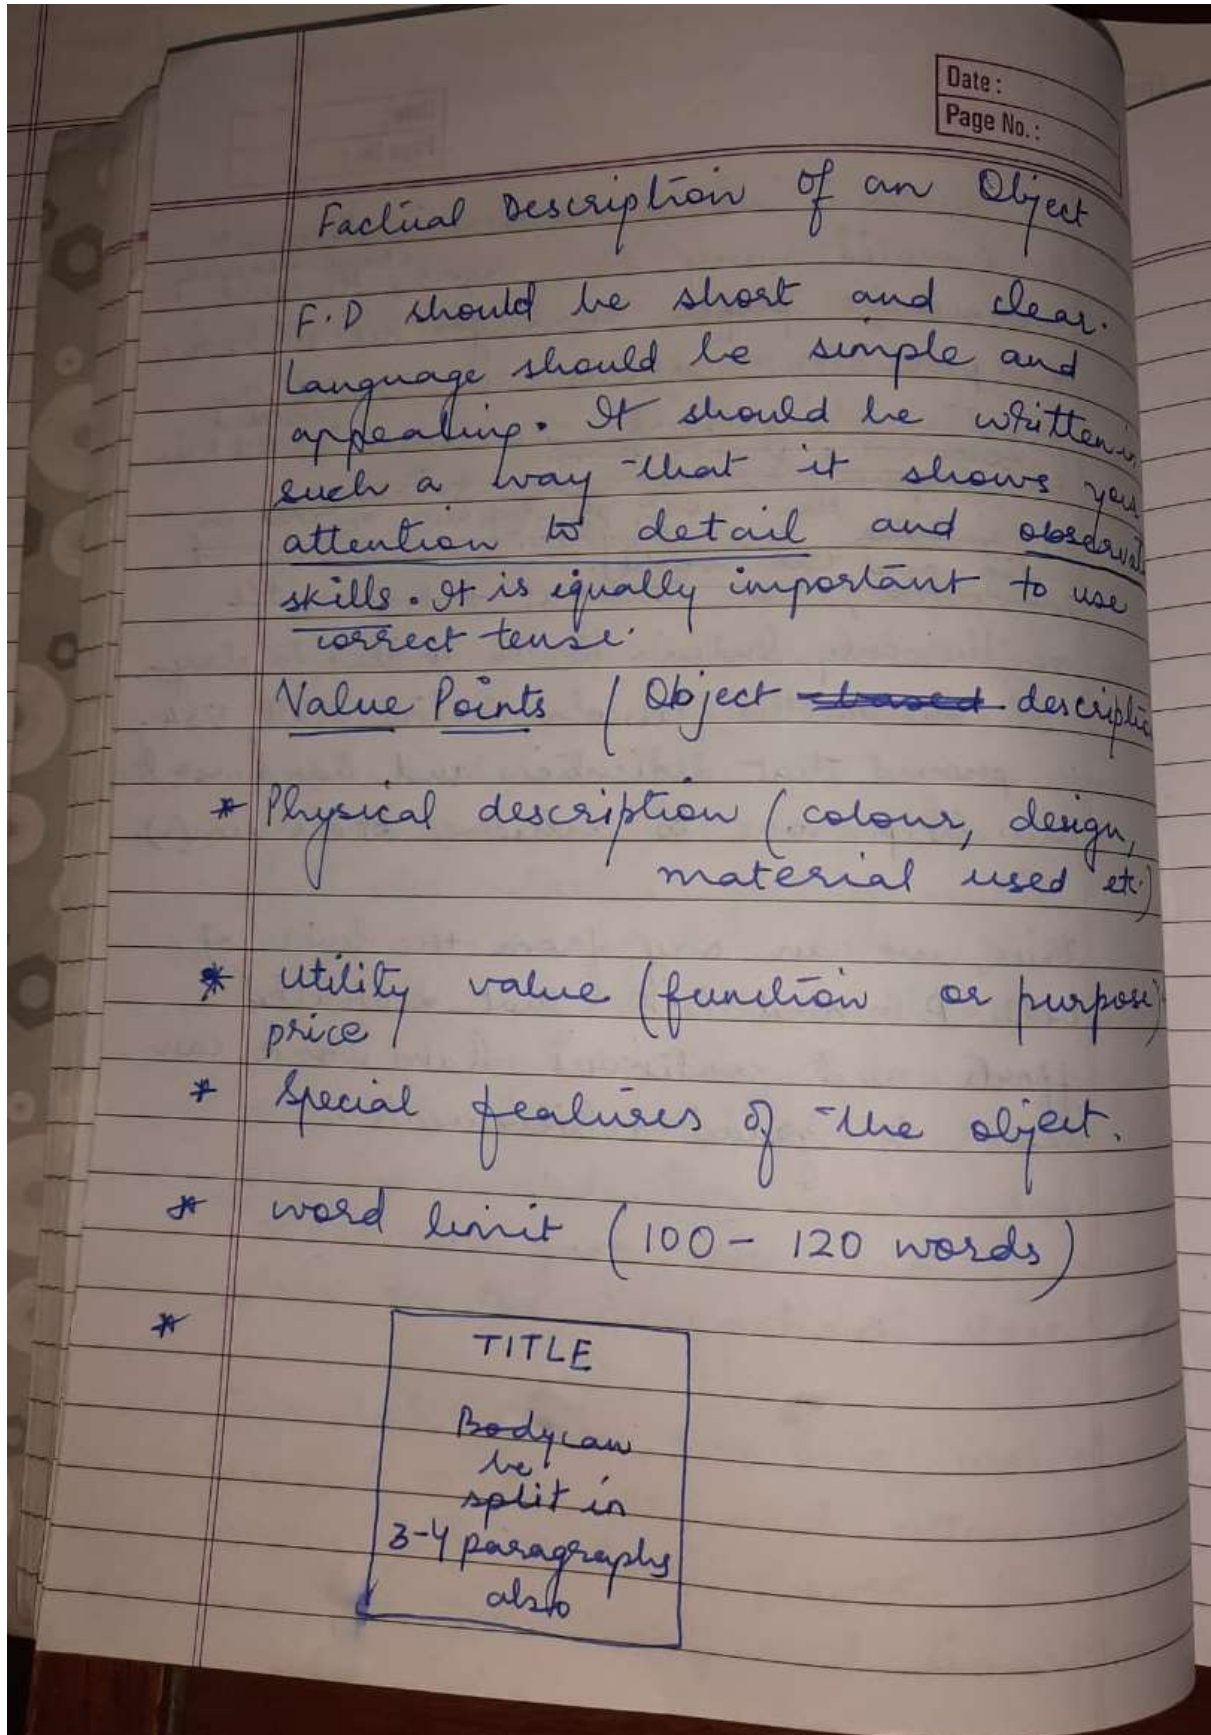 Date :
Page No. :
Factual Description of an Object
F.D should be short and clear.
Language should be simple and
appealing. It should be written in
such a way that it shows you
attention to detail and observat
skills. It is equally important to use
correct tense.
Value Points / Object based descriptio
* Physical description (colour, design,
material used etc.)
* Utility value (function or purpose)
price
* Special features of the object.
* word limit (100 - 120 words)
*
TITLE
Body can
be
split in
3-4 paragraphs
also